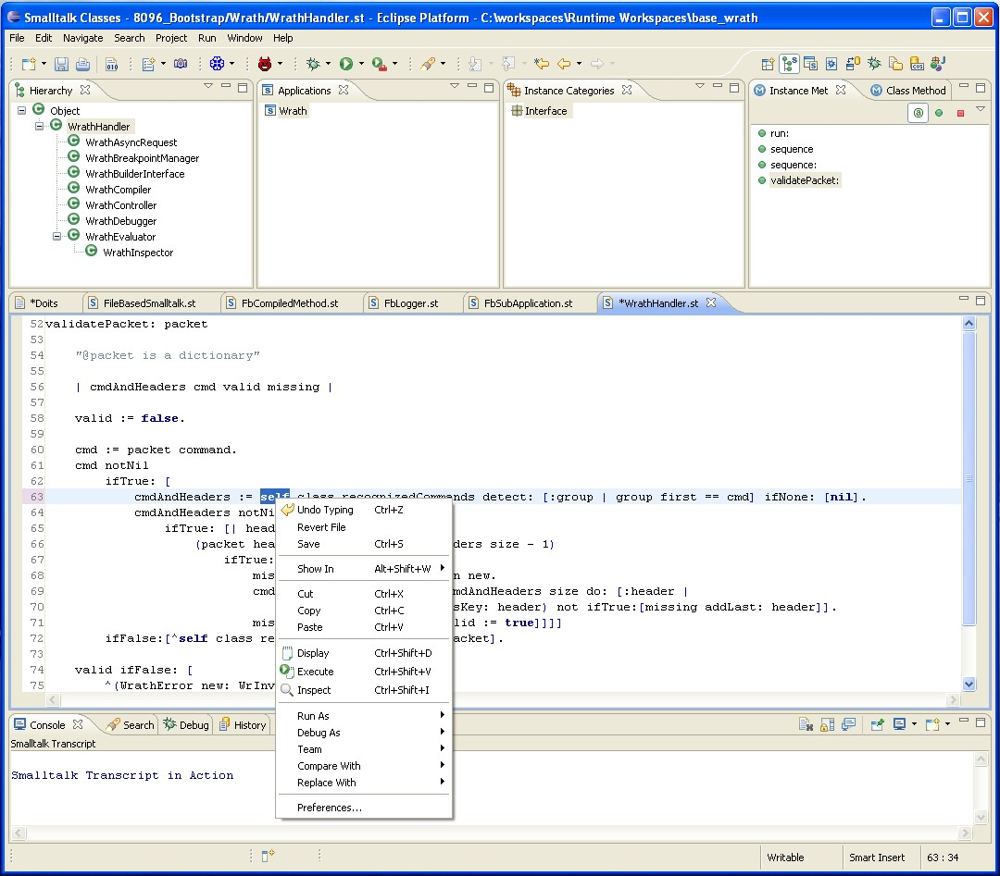 Smalltalk Classes - 8096_Bootstrap/Wrath/WrathHandler.st - Eclipse Platform - C:\workspaces\Runtime Workspaces\base_wrath
File Edit Navigate Search Project Run Window Help
Hierarchy
Applications
Instance Categories
Instance Met
Class Method
Object
WrathHandler
WrathAsyncRequest
WrathBreakpointManager
WrathBuilderInterface
WrathCompiler
WrathController
WrathDebugger
WrathEvaluator
WrathInspector
Wrath
Interface
run:
sequence
sequence:
validatePacket:
*Doits
FileBasedSmalltalk.st
FbCompiledMethod.st
FbLogger.st
FbSubApplication.st
*WrathHandler.st
52 validatePacket: packet
53
54 "@packet is a dictionary"
55
56 | cmdAndHeaders cmd valid missing |
57
58 valid := false.
59
60 cmd := packet command.
61 cmd notNil
62 ifTrue: [
63 cmdAndHeaders := self class recognizedCommands detect: [:group | group first == cmd] ifNone: [nil].
64 cmdAndHeaders notNi
65 ifTrue: [| head
66 (packet hea ders size - 1)
67 ifTrue:
68 mis n new.
69 cmd mdAndHeaders size do: [:header |
70 sKey: header) not ifTrue:[missing addLast: header]].
71 mis lid := true]]]]
72 ifFalse:[^self class re acket].
73
74 valid ifFalse: [
75 ^(WrathError new: WrInv
Undo Typing Ctrl+Z
Revert File
Save Ctrl+S
Show In Alt+Shift+W
Cut Ctrl+X
Copy Ctrl+C
Paste Ctrl+V
Display Ctrl+Shift+D
Execute Ctrl+Shift+V
Inspect Ctrl+Shift+I
Run As
Debug As
Team
Compare With
Replace With
Preferences...
Console
Search
Debug
History
Smalltalk Transcript
Smalltalk Transcript in Action
Writable
Smart Insert
63 : 34